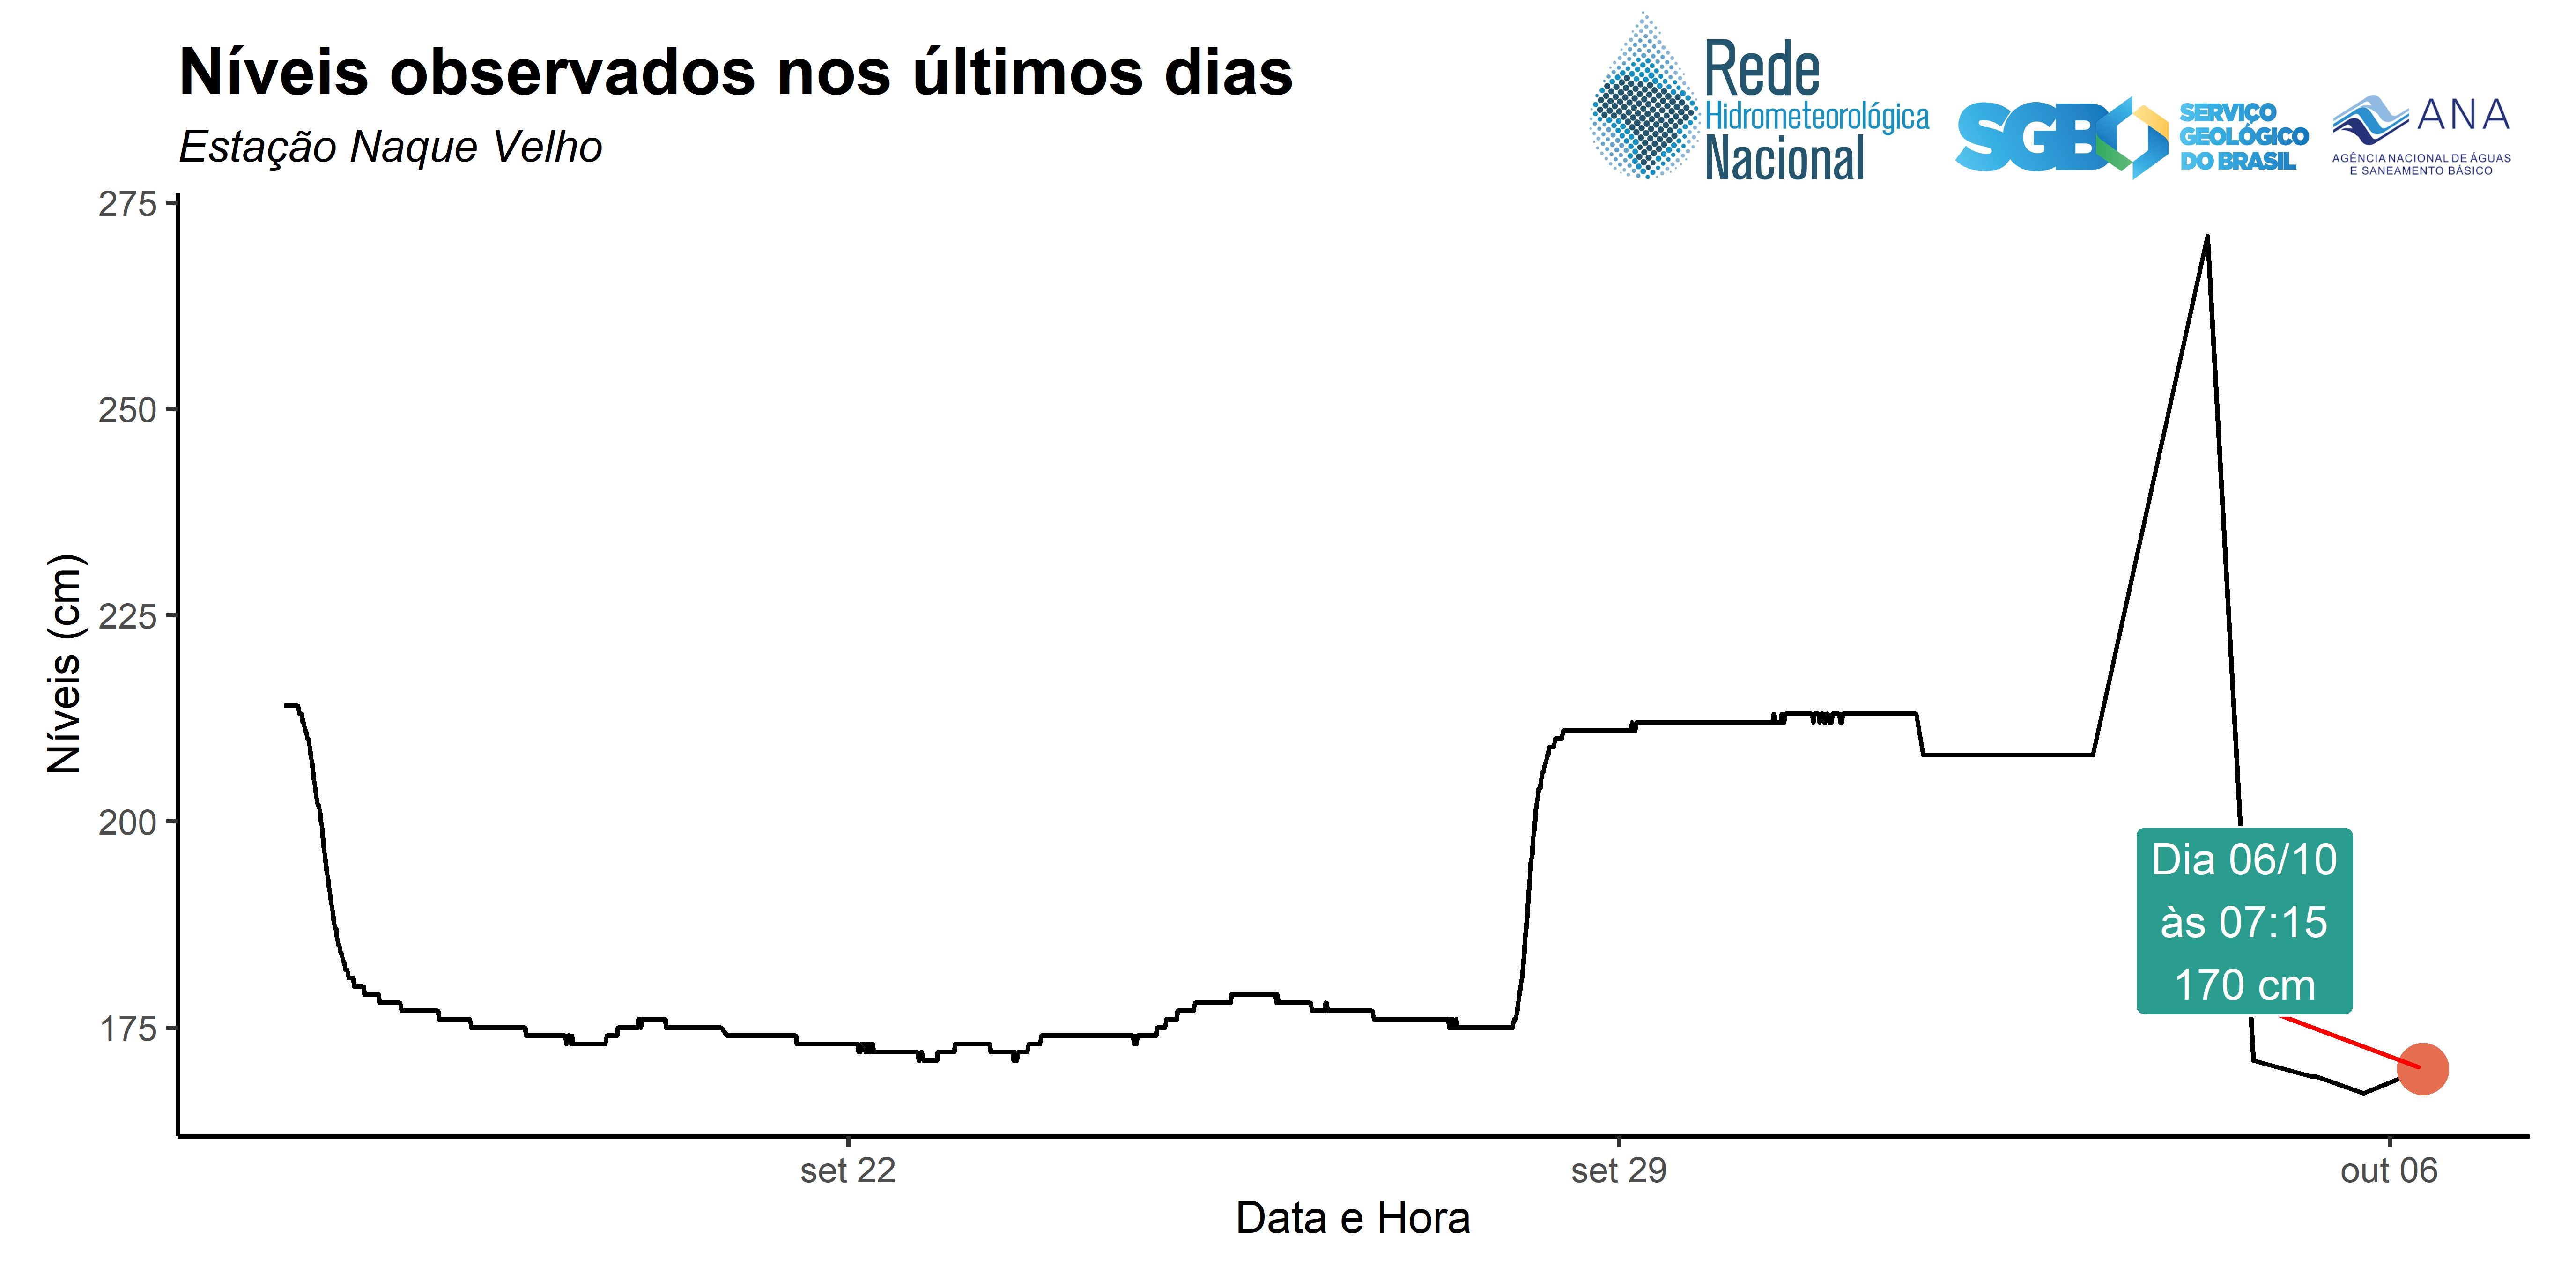 Níveis observados nos últimos dias
Estação Naque Velho
Rede
Hidrometeorológica
Nacional
SGB
SERVIÇO
GEOLÓGICO
DO BRASIL
ANA
AGÊNCIA NACIONAL DE ÁGUAS
E SANEAMENTO BÁSICO
275
250
225
200
175
Níveis (cm)
Dia 06/10
às 07:15
170 cm
set 22
set 29
out 06
Data e Hora